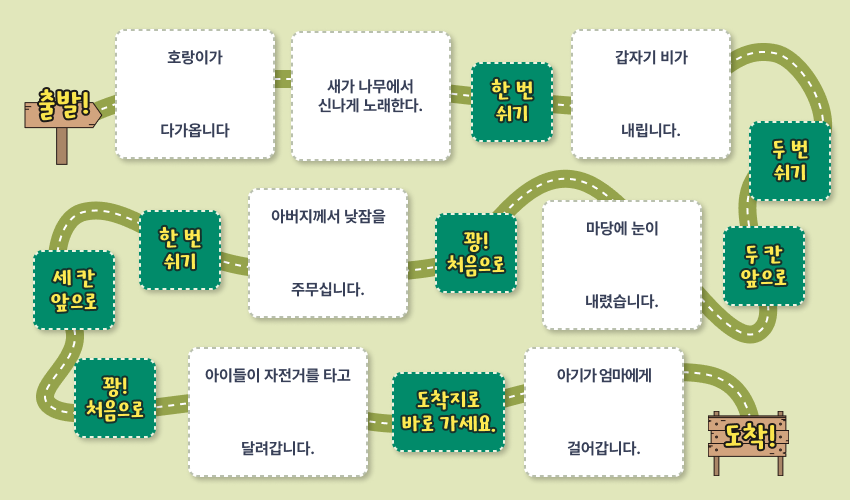 출발!
호랑이가
다가옵니다
새가 나무에서
신나게 노래한다.
한 번
쉬기
갑자기 비가
내립니다.
두 번
쉬기
두 칸
앞으로
마당에 눈이
내렸습니다.
꽝!
처음으로
아버지께서 낮잠을
주무십니다.
한 번
쉬기
세 칸
앞으로
꽝!
처음으로
아이들이 자전거를 타고
달려갑니다.
도착지로
바로 가세요.
아기가 엄마에게
걸어갑니다.
도착!